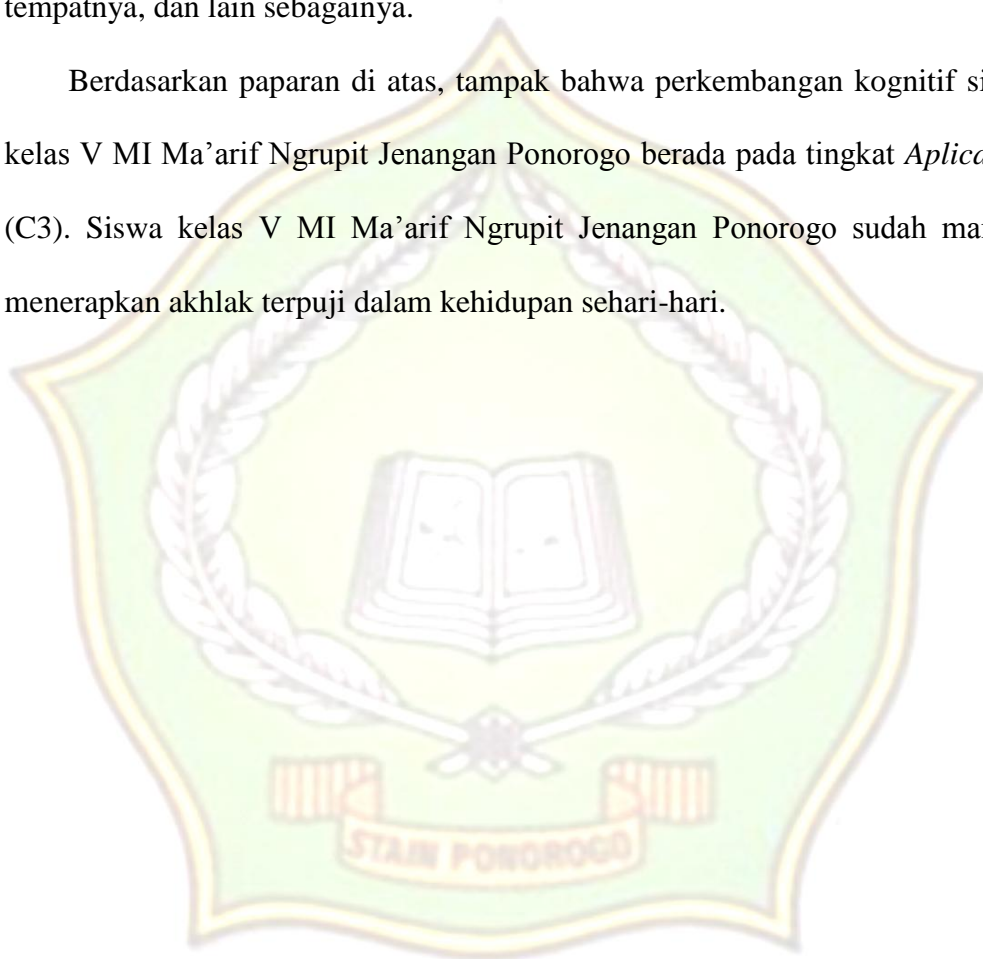 tempatnya, dan lain sebagainya.
Berdasarkan paparan di atas, tampak bahwa perkembangan kognitif si
kelas V MI Ma’arif Ngrupit Jenangan Ponorogo berada pada tingkat Aplica
(C3). Siswa kelas V MI Ma’arif Ngrupit Jenangan Ponorogo sudah ma
menerapkan akhlak terpuji dalam kehidupan sehari-hari.
STAIN PONOROGO